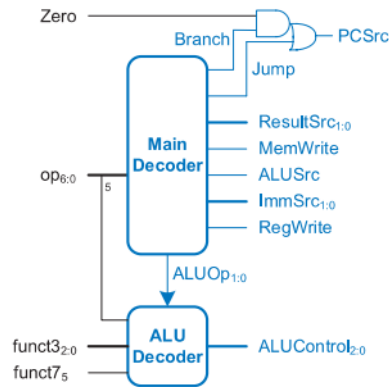 Zero
PCSrc
Branch
Jump
Main
Decoder
ResultSrc1:0
MemWrite
op6:0
5
ALUSrc
ImmSrc1:0
RegWrite
ALUOp1:0
ALU
Decoder
funct32:0
funct75
ALUControl2:0